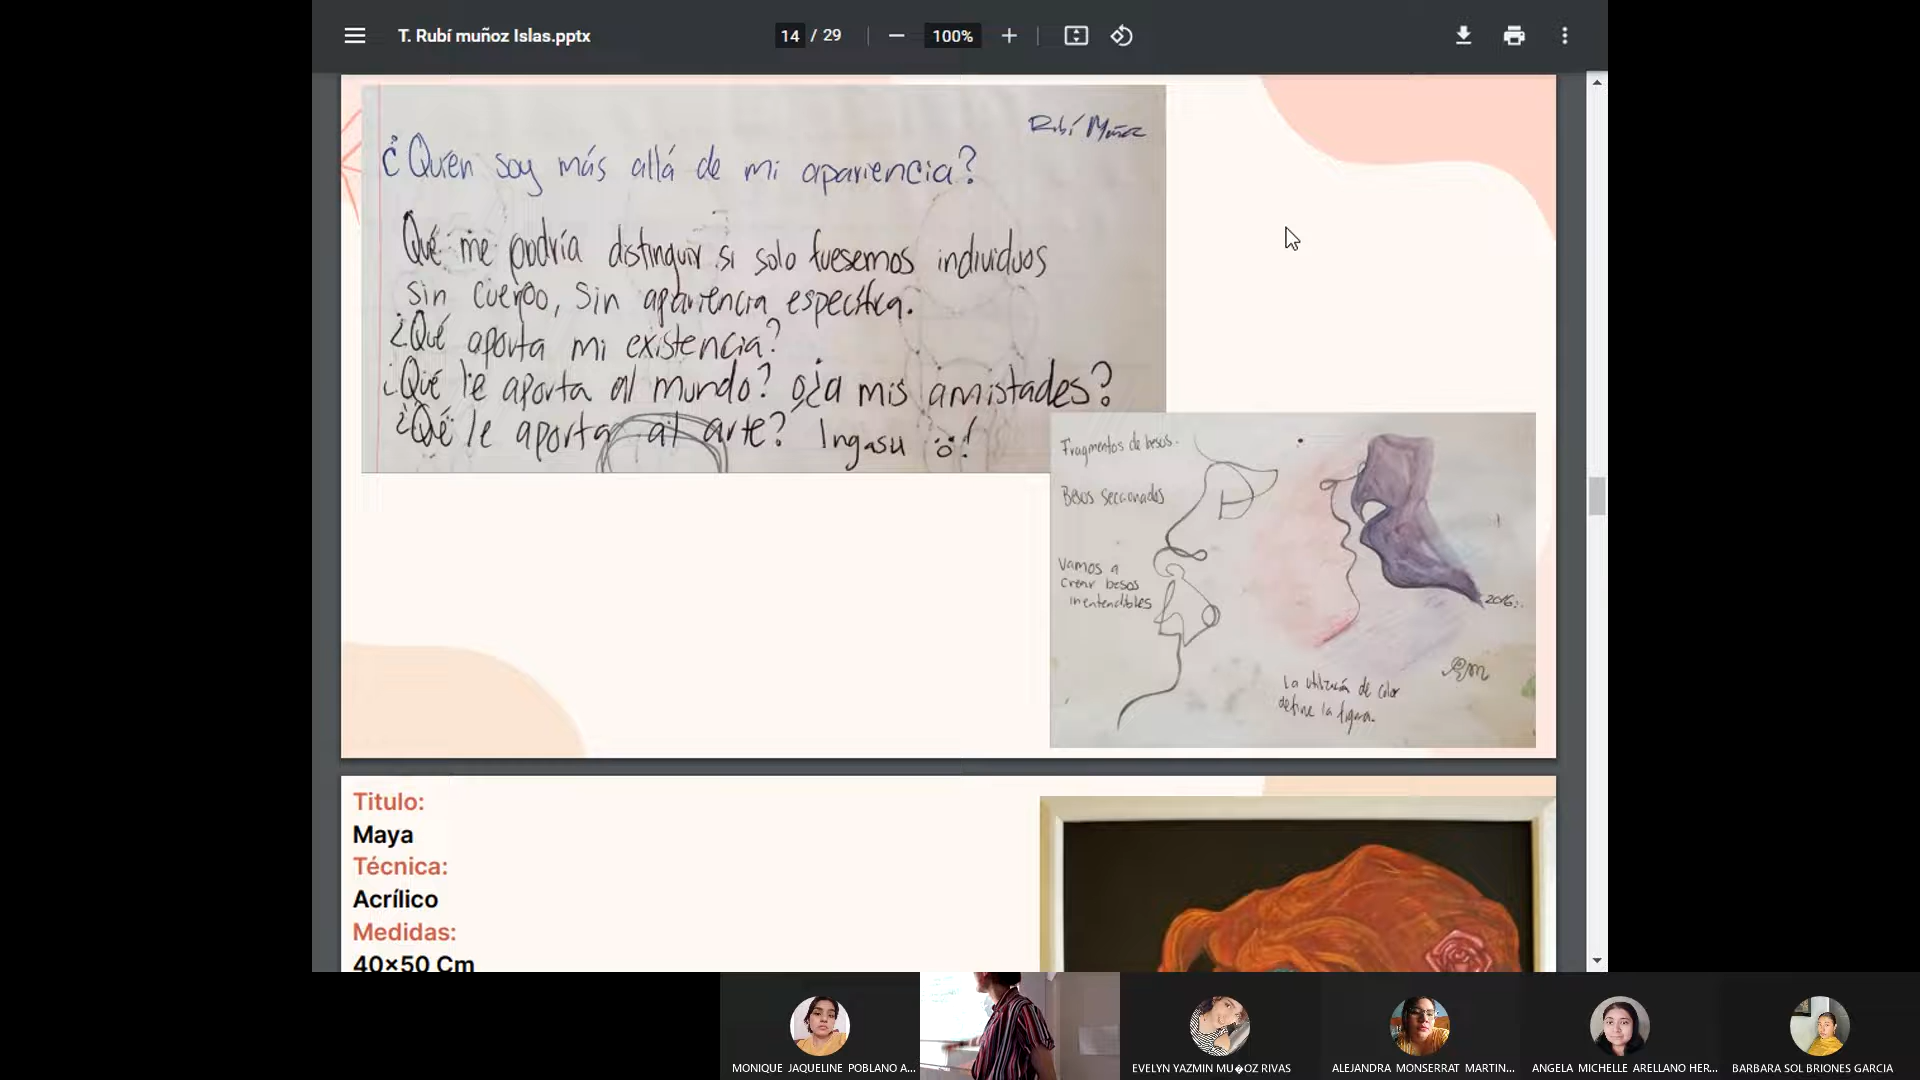 T. Rubí muñoz Islas.pptx
14 / 29
100%
Rubí Muñoz
¿Quien soy más allá de mi apariencia?
Qué me podría distinguir si solo fuesemos individuos
sin cuerpo, sin apariencia específica.
¿Qué aporta mi existencia?
¿Qué le aporta al mundo? o ¿a mis amistades?
¿Qué le aporta al arte? Ingasu
Fragmentos de besos.
Besos seccionados
Vamos a
crear besos
inentendibles
2016
La utilización de color
define la figura.
Titulo:
Maya
Técnica:
Acrílico
Medidas:
40x50 Cm
MONIQUE JAQUELINE POBLANO A...
EVELYN YAZMIN MU�OZ RIVAS
ALEJANDRA MONSERRAT MARTIN...
ANGELA MICHELLE ARELLANO HER...
BARBARA SOL BRIONES GARCIA